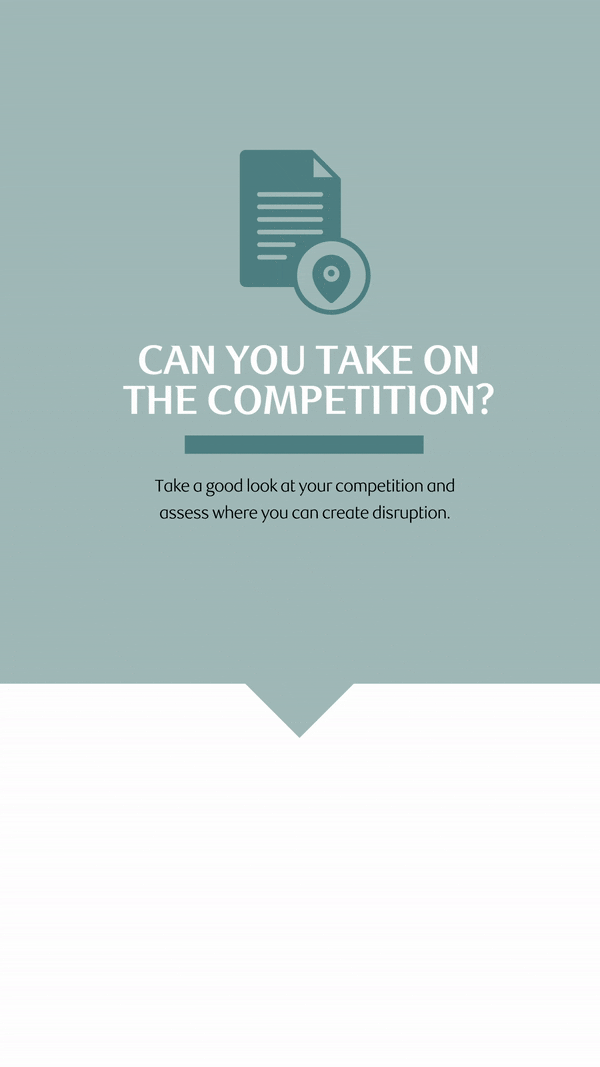 CAN YOU TAKE ON
THE COMPETITION?
Take a good look at your competition and
assess where you can create disruption.